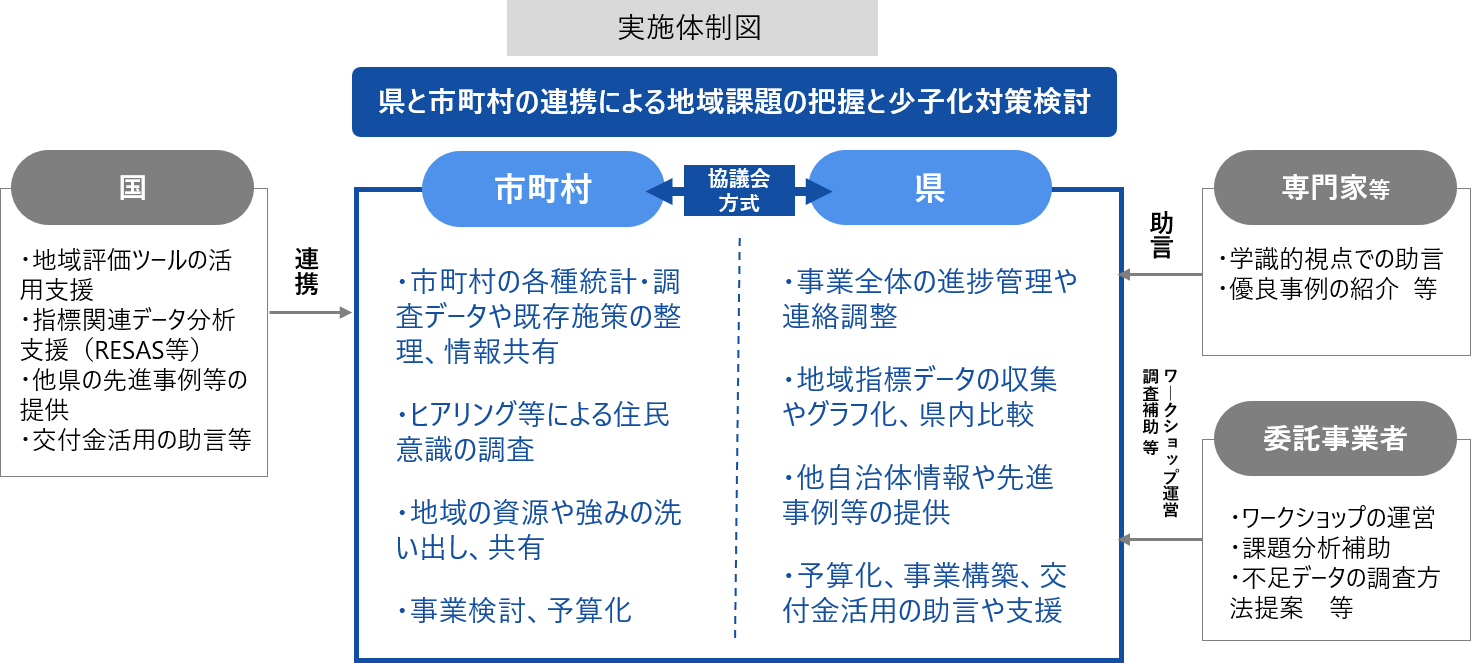 実施体制図
県と市町村の連携による地域課題の把握と少子化対策検討
国
・地域評価ツールの活
用支援
・指標関連データ分析
支援（RESAS等）
・他県の先進事例等の
提供
・交付金活用の助言等
連携
市町村
協議会
方式
県
・市町村の各種統計・調
査データや既存施策の整
理、情報共有
・ヒアリング等による住民
意識の調査
・地域の資源や強みの洗
い出し、共有
・事業検討、予算化
・事業全体の進捗管理や
連絡調整
・地域指標データの収集
やグラフ化、県内比較
・他自治体情報や先進
事例等の提供
・予算化、事業構築、交
付金活用の助言や支援
助言
専門家等
・学識的視点での助言
・優良事例の紹介　等
ワークショップ運営
調査補助 等
委託事業者
・ワークショップの運営
・課題分析補助
・不足データの調査方
法提案　等